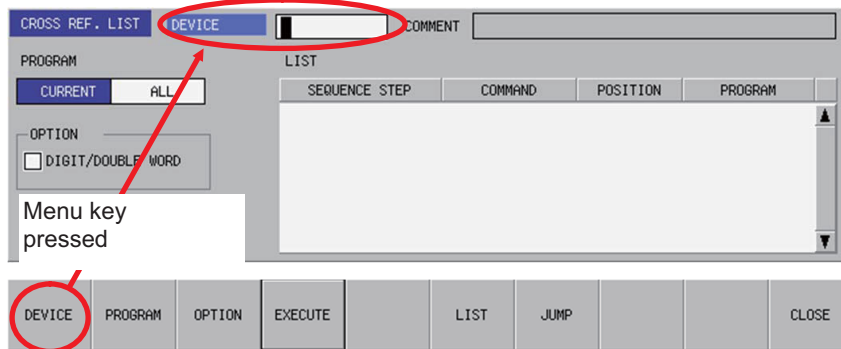 CROSS REF. LIST DEVICE COMMENT
PROGRAM LIST
CURRENT ALL SEQUENCE STEP COMMAND POSITION PROGRAM
OPTION
DIGIT/DOUBLE WORD
Menu key
pressed
DEVICE PROGRAM OPTION EXECUTE LIST JUMP CLOSE